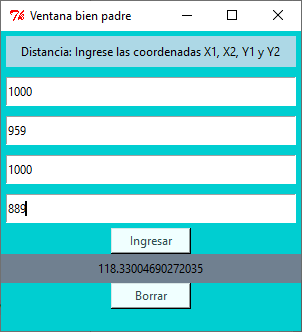 Ventana bien padre
Distancia: Ingrese las coordenadas X1, X2, Y1 y Y2
1000
959
1000
889
Ingresar
118.33004690272035
Borrar